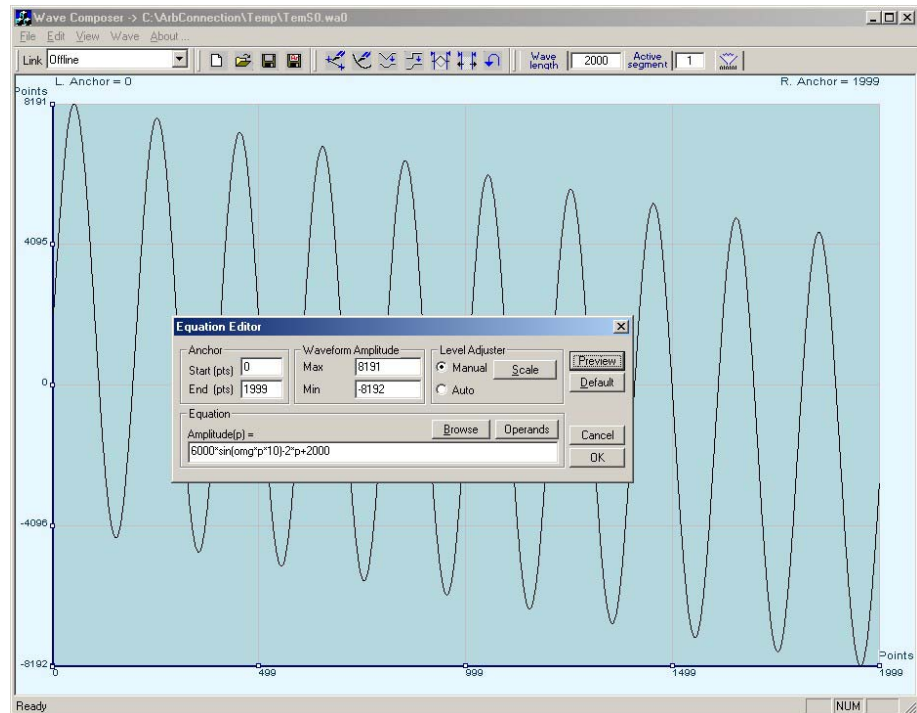 Wave Composer -> C:\ArbConnection\Temp\TemS0.wa0
File Edit View Wave About...
Link Offline Wave length 2000 Active segment 1
L. Anchor = 0 R. Anchor = 1999
Points
8191
4095
0
-4096
-8192
0 499 999 1499 1999
Points
Equation Editor
Anchor
Start (pts) 0
End (pts) 1999
Waveform Amplitude
Max 8191
Min -8192
Level Adjuster
Manual Scale
Auto
Preview
Default
Equation
Amplitude(p) =
Browse Operands
6000*sin(omg*p*10)-2*p+2000
Cancel
OK
Ready NUM